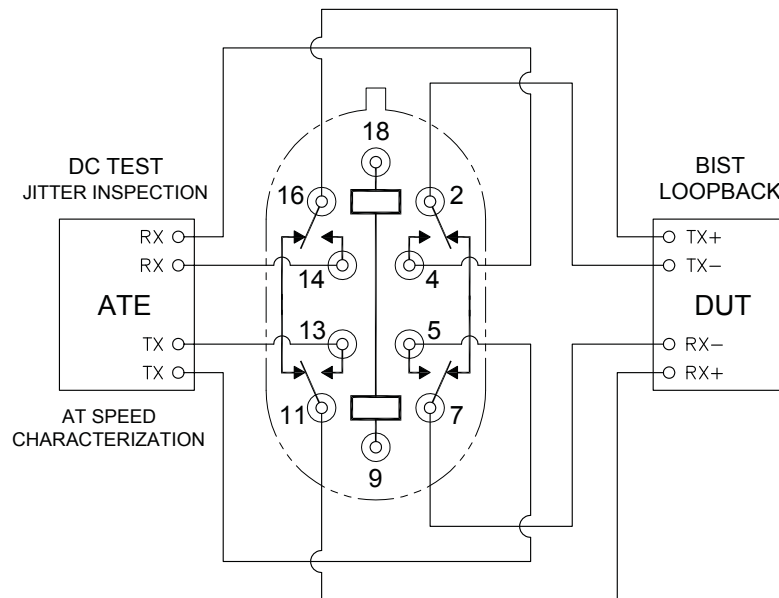 DC TEST
JITTER INSPECTION
RX
RX
ATE
TX
TX
AT SPEED
CHARACTERIZATION
18
16
2
14
4
13
5
11
7
9
BIST
LOOPBACK
TX+
TX-
DUT
RX-
RX+